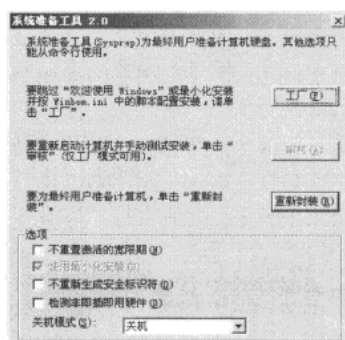 系统准备工具 2.0
系统准备工具(Sysprep)为最终用户准备计算机硬盘。其他选项只
能从命令行使用。
要跳过“欢迎使用 Windows”或最小化安装
并按 Winbom.ini 中的脚本配置安装，请单
击“工厂”。
工厂(F)
要重新启动计算机并手动测试安装，单击“
审核”(仅工厂模式可用)。
审核(A)
要为最终用户准备计算机，单击“重新封
装”。
重新封装(R)
选项
不重置激活的宽限期(N)
使用最小化安装(M)
不重新生成安全标识符(D)
检测非即插即用硬件(P)
关机模式(S):
关机